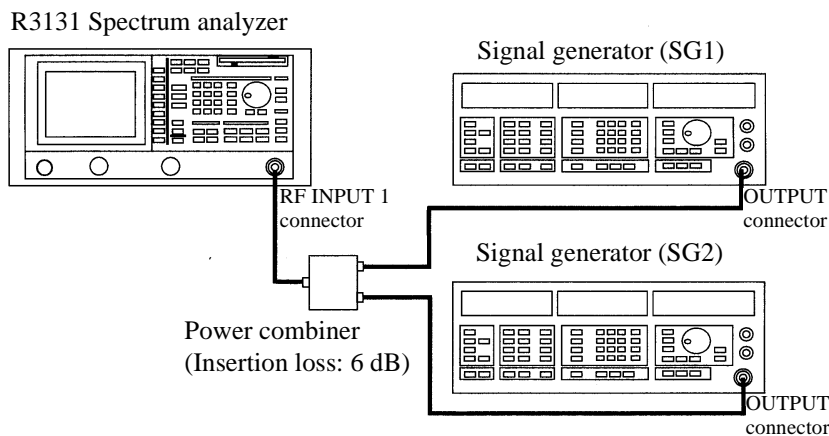 R3131 Spectrum analyzer
Signal generator (SG1)
RF INPUT 1
connector
OUTPUT
connector
Signal generator (SG2)
Power combiner
(Insertion loss: 6 dB)
OUTPUT
connector